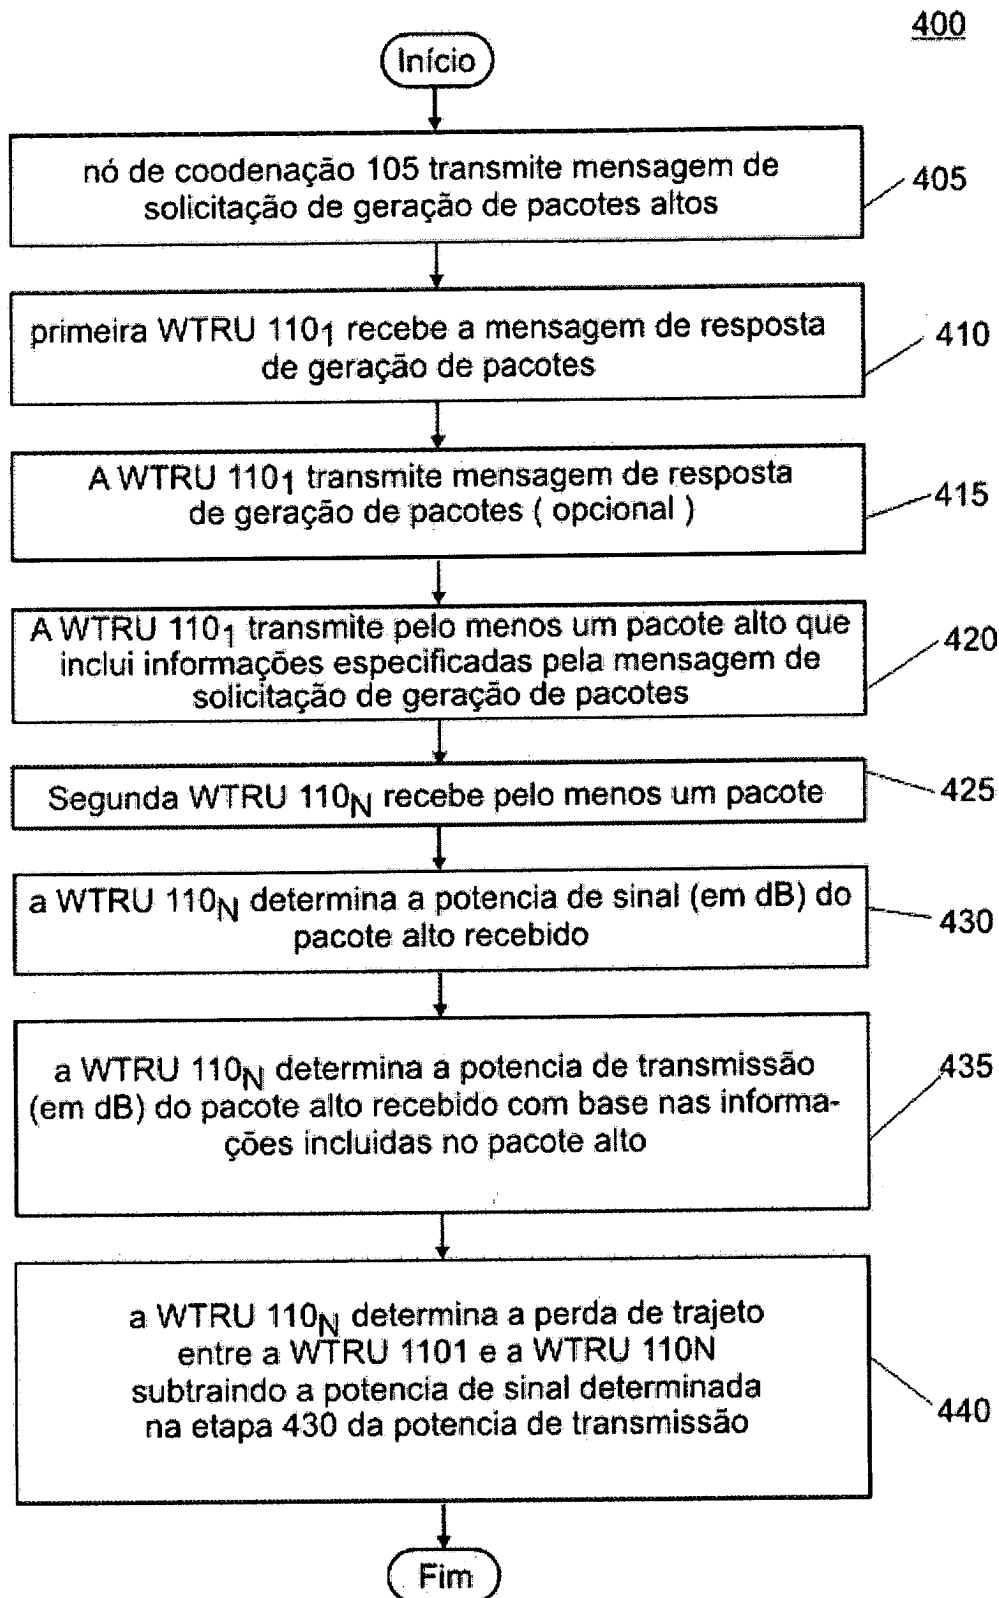 400
Início
nó de coodenação 105 transmite mensagem de
solicitação de geração de pacotes altos
405
primeira WTRU 110₁ recebe a mensagem de resposta
de geração de pacotes
410
A WTRU 110₁ transmite mensagem de resposta
de geração de pacotes ( opcional )
415
A WTRU 110₁ transmite pelo menos um pacote alto que
inclui informações especificadas pela mensagem de
solicitação de geração de pacotes
420
Segunda WTRU 110N recebe pelo menos um pacote
425
a WTRU 110N determina a potencia de sinal (em dB) do
pacote alto recebido
430
a WTRU 110N determina a potencia de transmissão
(em dB) do pacote alto recebido com base nas informa-
ções incluidas no pacote alto
435
a WTRU 110N determina a perda de trajeto
entre a WTRU 1101 e a WTRU 110N
subtraindo a potencia de sinal determinada
na etapa 430 da potencia de transmissão
440
Fim